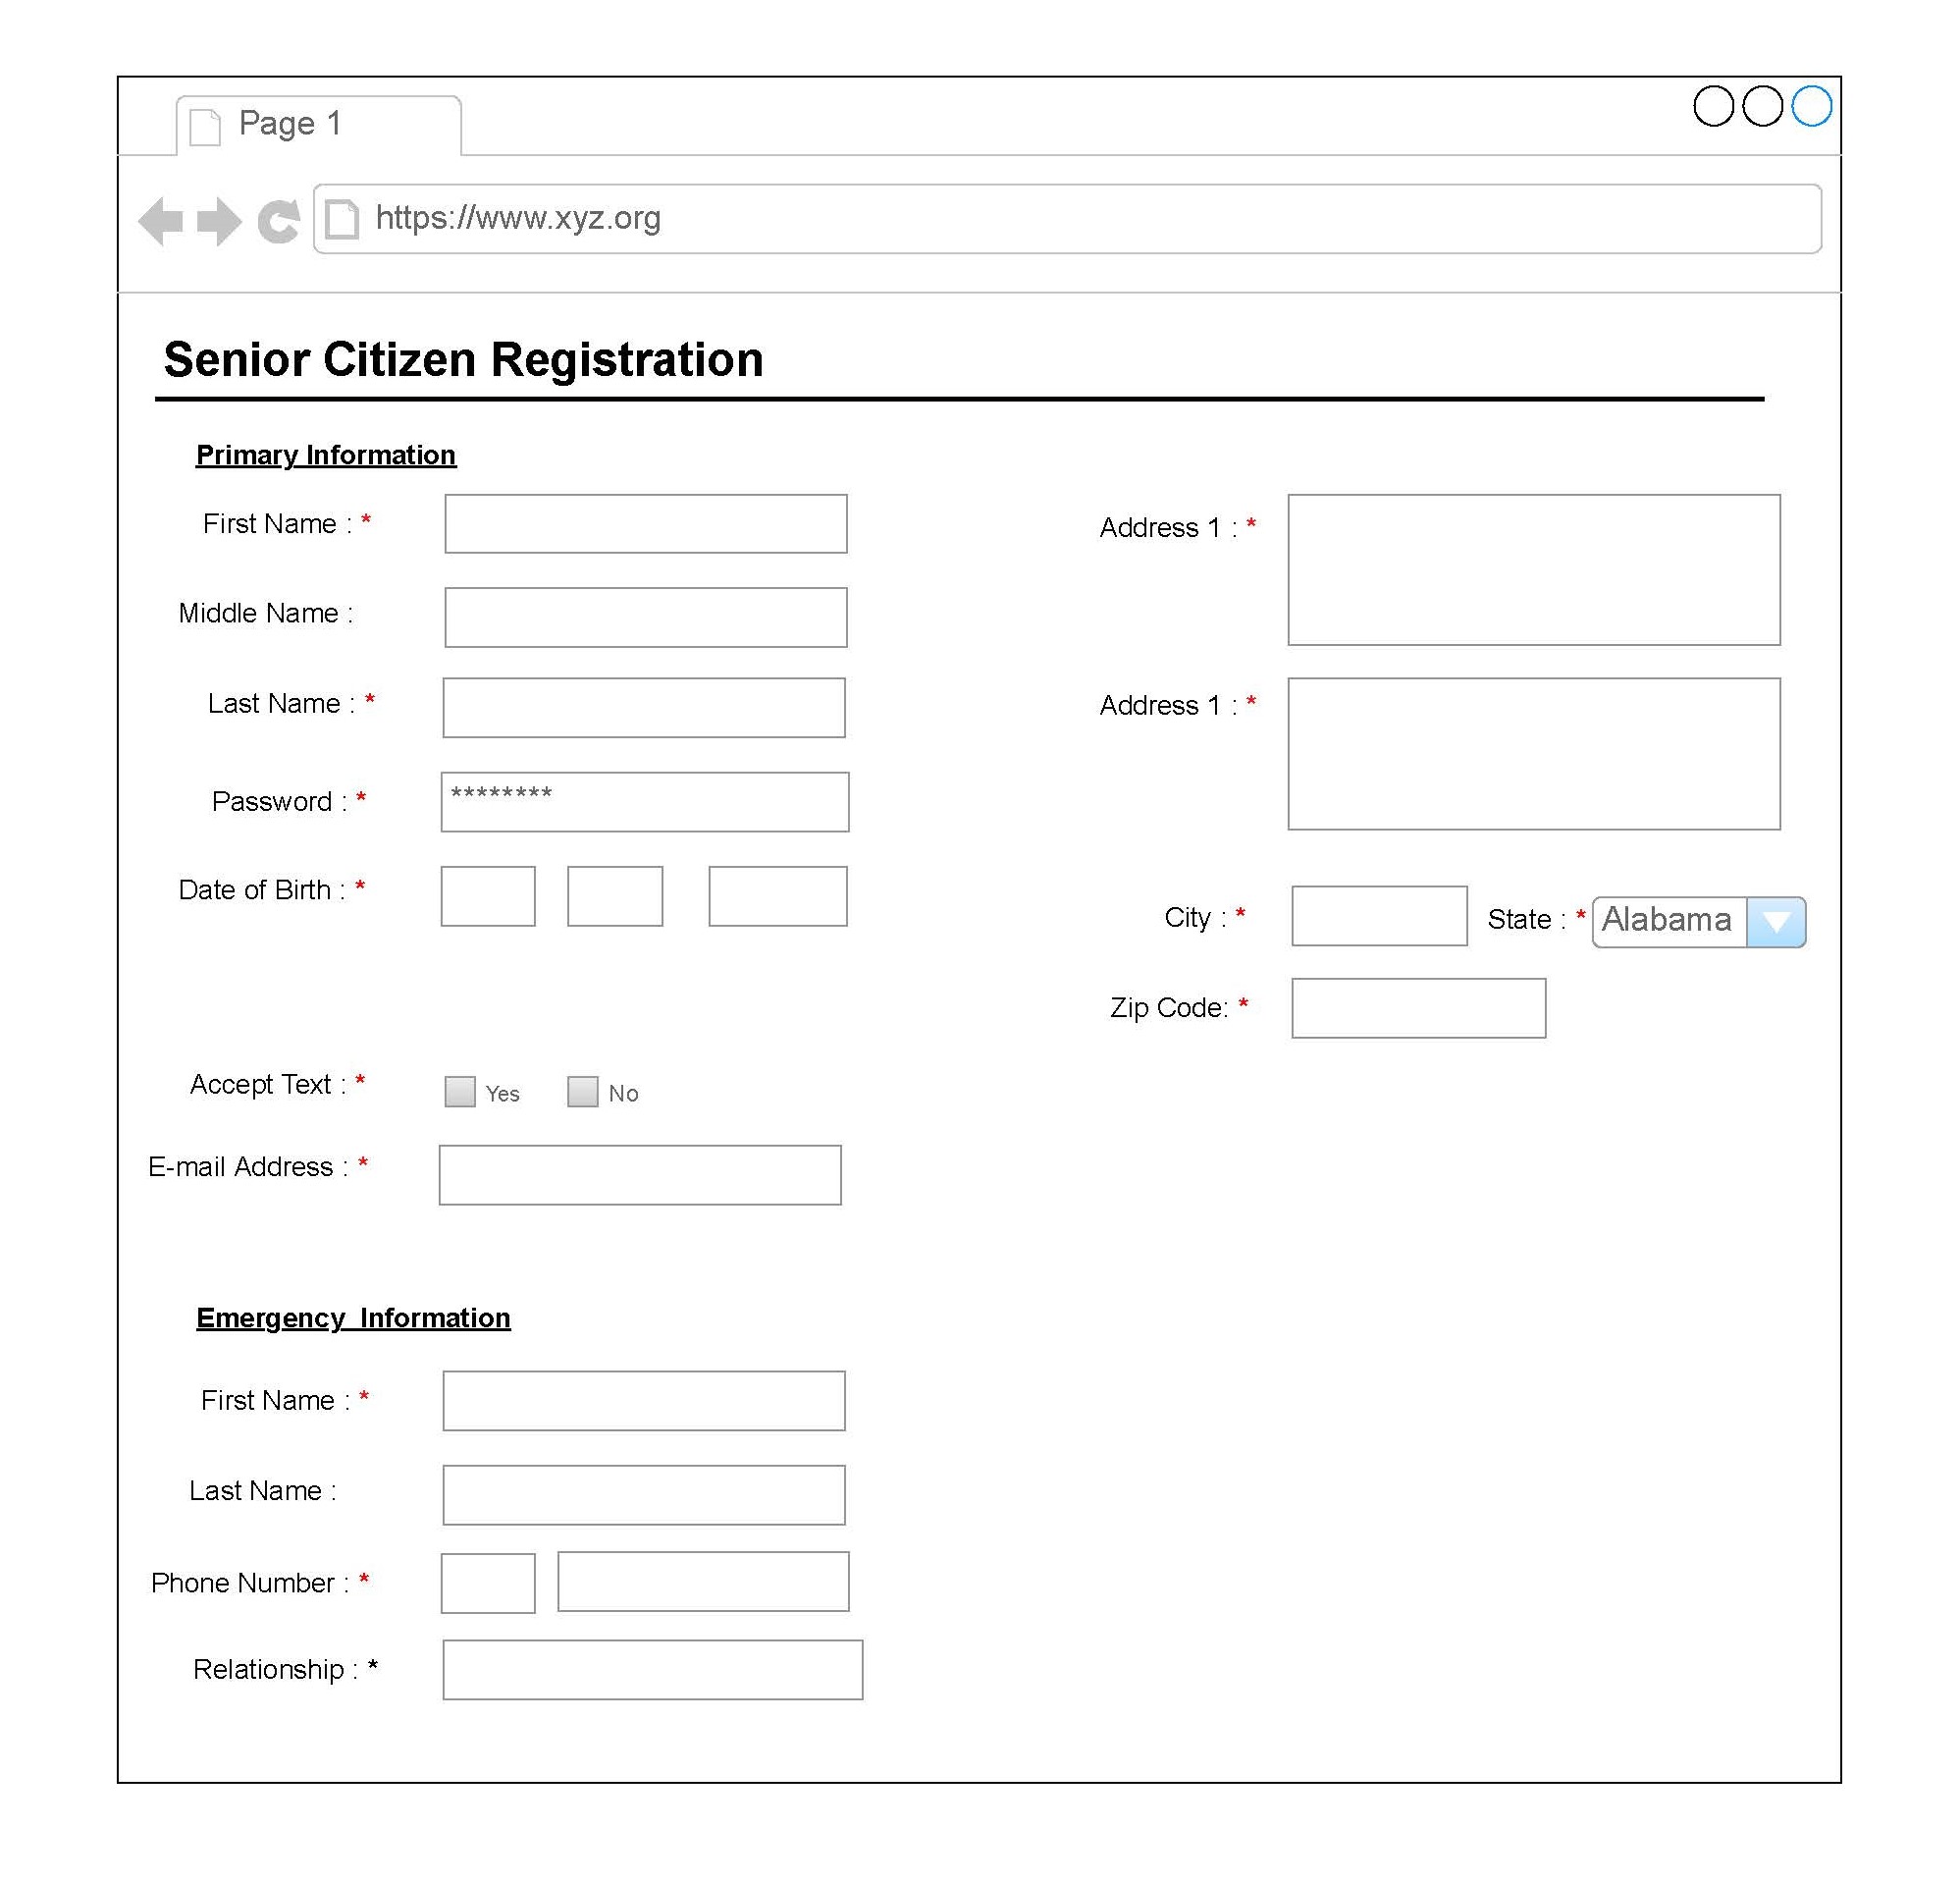 Page 1
https://www.xyz.org
Senior Citizen Registration
Primary Information
First Name : *
Middle Name :
Last Name : *
Password : * ********
Date of Birth : *
Accept Text : * Yes No
E-mail Address : *
Address 1 : *
Address 1 : *
City : * State : * Alabama
Zip Code: *
Emergency Information
First Name : *
Last Name :
Phone Number : *
Relationship : *